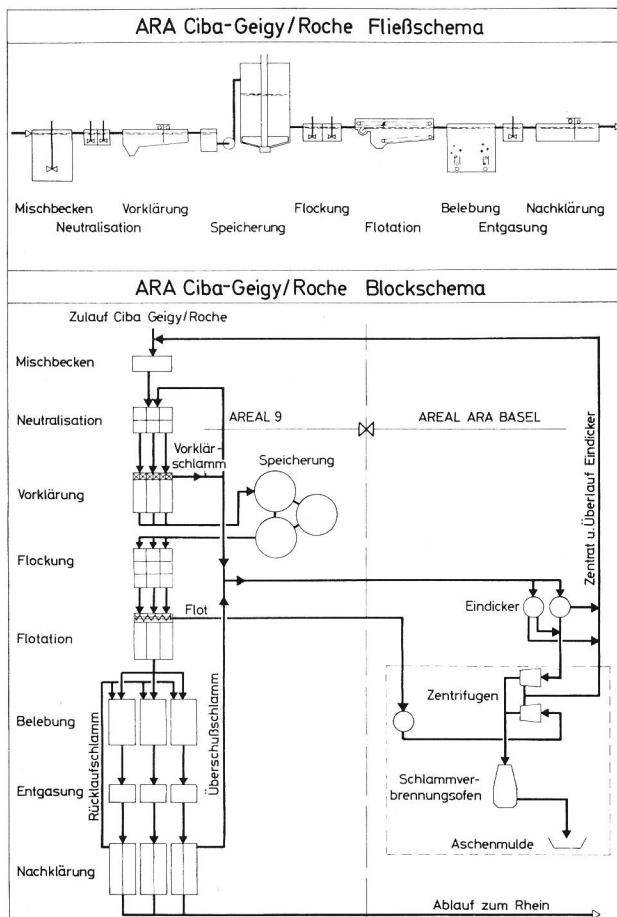 ARA Ciba-Geigy/Roche Fließschema
Mischbecken Vorklärung Flockung Belebung Nachklärung
Neutralisation Speicherung Flotation Entgasung
ARA Ciba-Geigy/Roche Blockschema
Zulauf Ciba Geigy/Roche
Mischbecken
Neutralisation
AREAL 9
AREAL ARA BASEL
Vorklär-
schlamm
Speicherung
Vorklärung
Zentrat u. Überlauf Eindicker
Flockung
Flot
Eindicker
Flotation
Zentrifugen
Rücklaufschlamm
Überschußschlamm
Belebung
Entgasung
Schlammver-
brennungsofen
Aschenmulde
Nachklärung
Ablauf zum Rhein